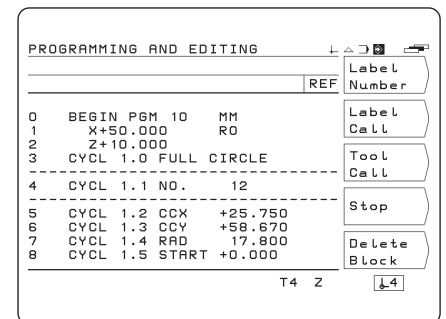 PROGRAMMING AND EDITING
REF
0 BEGIN PGM 10 MM
1 X+50.000 R0
2 Z+10.000
3 CYCL 1.0 FULL CIRCLE
4 CYCL 1.1 NO. 12
5 CYCL 1.2 CCX +25.750
6 CYCL 1.3 CCY +58.670
7 CYCL 1.4 RAD 17.800
8 CYCL 1.5 START +0.000
T4 Z
Label
Number
Label
Call
Tool
Call
Stop
Delete
Block
4